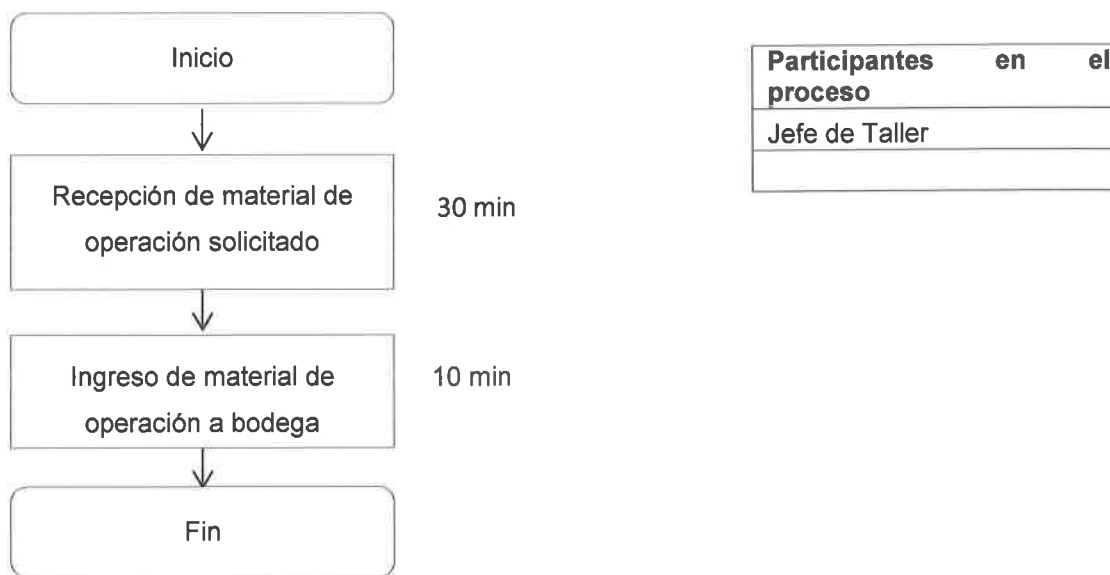 Inicio
Recepción de material de
operación solicitado
30 min
Ingreso de material de
operación a bodega
10 min
Fin
Participantes en el
proceso
Jefe de Taller